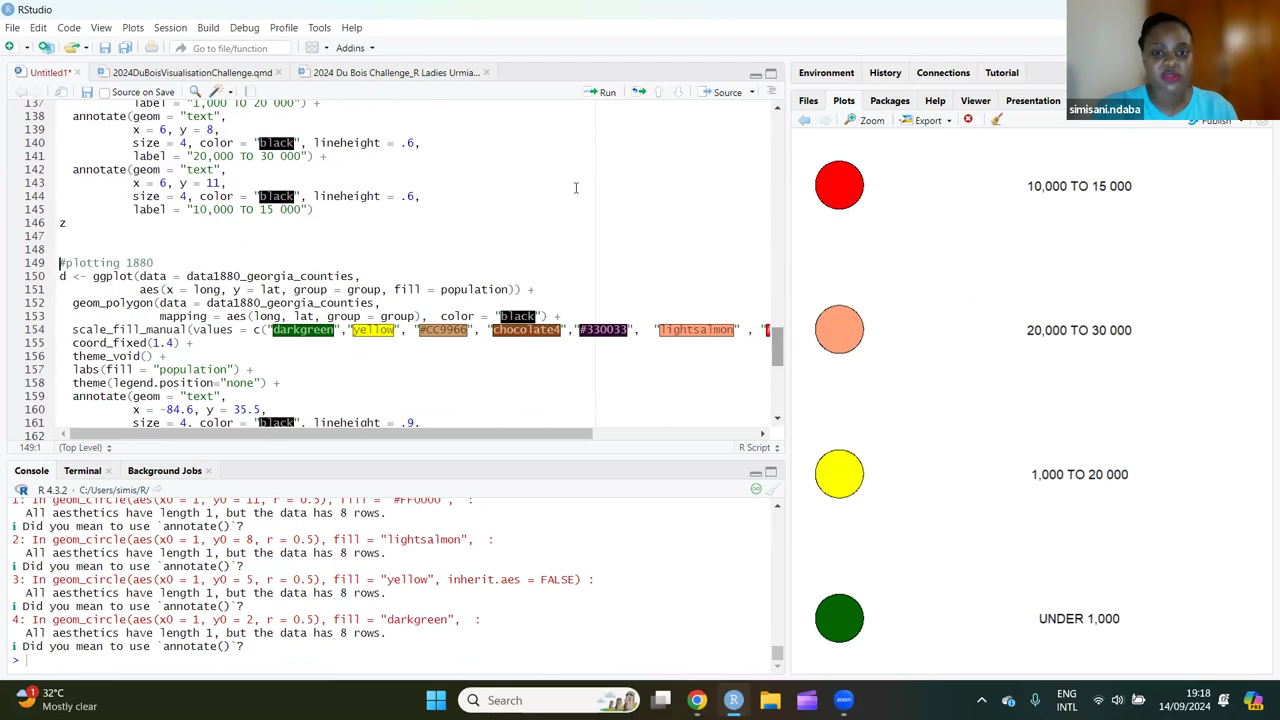 RStudio
File Edit Code View Plots Session Build Debug Profile Tools Help
Go to file/function Addins
Untitled1* 2024DuBoisVisualisationChallenge.qmd 2024 Du Bois Challenge_R Ladies Urmia...
Source on Save Run Source
137 label = "1,000 TO 20 000") +
138 annotate(geom = "text",
139 x = 6, y = 8,
140 size = 4, color = "black", lineheight = .6,
141 label = "20,000 TO 30 000") +
142 annotate(geom = "text",
143 x = 6, y = 11,
144 size = 4, color = "black", lineheight = .6,
145 label = "10,000 TO 15 000")
146 z
147
148
149 #plotting 1880
150 d <- ggplot(data = data1880_georgia_counties,
151 aes(x = long, y = lat, group = group, fill = population)) +
152 geom_polygon(data = data1880_georgia_counties,
153 mapping = aes(long, lat, group = group), color = "black") +
154 scale_fill_manual(values = c("darkgreen","yellow", "#CC9966", "chocolate4","#330033", "lightsalmon" , "
155 coord_fixed(1.4) +
156 theme_void() +
157 labs(fill = "population") +
158 theme(legend.position="none") +
159 annotate(geom = "text",
160 x = -84.6, y = 35.5,
161 size = 4, color = "black", lineheight = .9,
162
149:1 (Top Level) R Script
Console Terminal Background Jobs
R 4.3.2 · C:/Users/simis/R/
1: In geom_circle(aes(x0 = 1, y0 = 11, r = 0.5), fill = "#FF0000", :
All aesthetics have length 1, but the data has 8 rows.
ℹ Did you mean to use `annotate()`?
2: In geom_circle(aes(x0 = 1, y0 = 8, r = 0.5), fill = "lightsalmon", :
All aesthetics have length 1, but the data has 8 rows.
ℹ Did you mean to use `annotate()`?
3: In geom_circle(aes(x0 = 1, y0 = 5, r = 0.5), fill = "yellow", inherit.aes = FALSE) :
All aesthetics have length 1, but the data has 8 rows.
ℹ Did you mean to use `annotate()`?
4: In geom_circle(aes(x0 = 1, y0 = 2, r = 0.5), fill = "darkgreen", :
All aesthetics have length 1, but the data has 8 rows.
ℹ Did you mean to use `annotate()`?
>
Environment History Connections Tutorial
Files Plots Packages Help Viewer Presentation
Zoom Export Publish
simisani.ndaba
10,000 TO 15 000
20,000 TO 30 000
1,000 TO 20 000
UNDER 1,000
1
32°C
Mostly clear
Search
ENG
INTL
19:18
14/09/2024
PRE